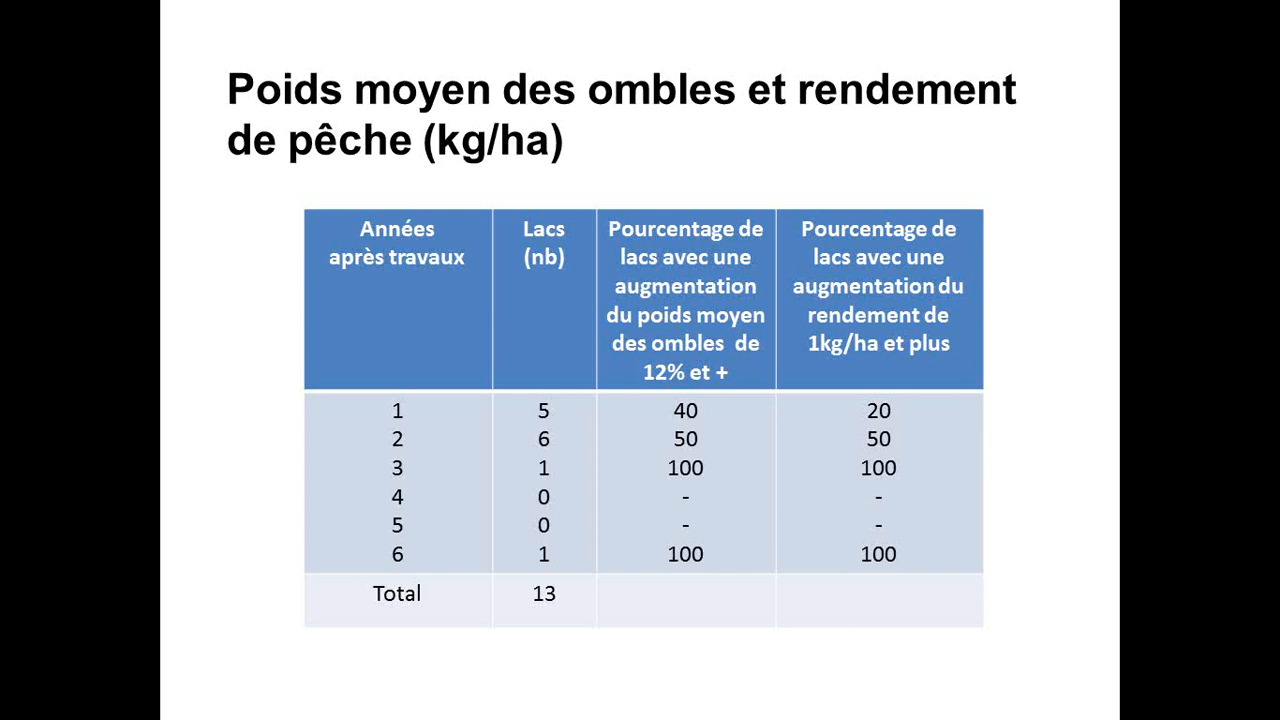 Poids moyen des ombles et rendement
de pêche (kg/ha)
Années
après travaux
Lacs
(nb)
Pourcentage de
lacs avec une
augmentation
du poids moyen
des ombles de
12% et +
Pourcentage de
lacs avec une
augmentation du
rendement de
1kg/ha et plus
1 5 40 20
2 6 50 50
3 1 100 100
4 0 - -
5 0 - -
6 1 100 100
Total 13